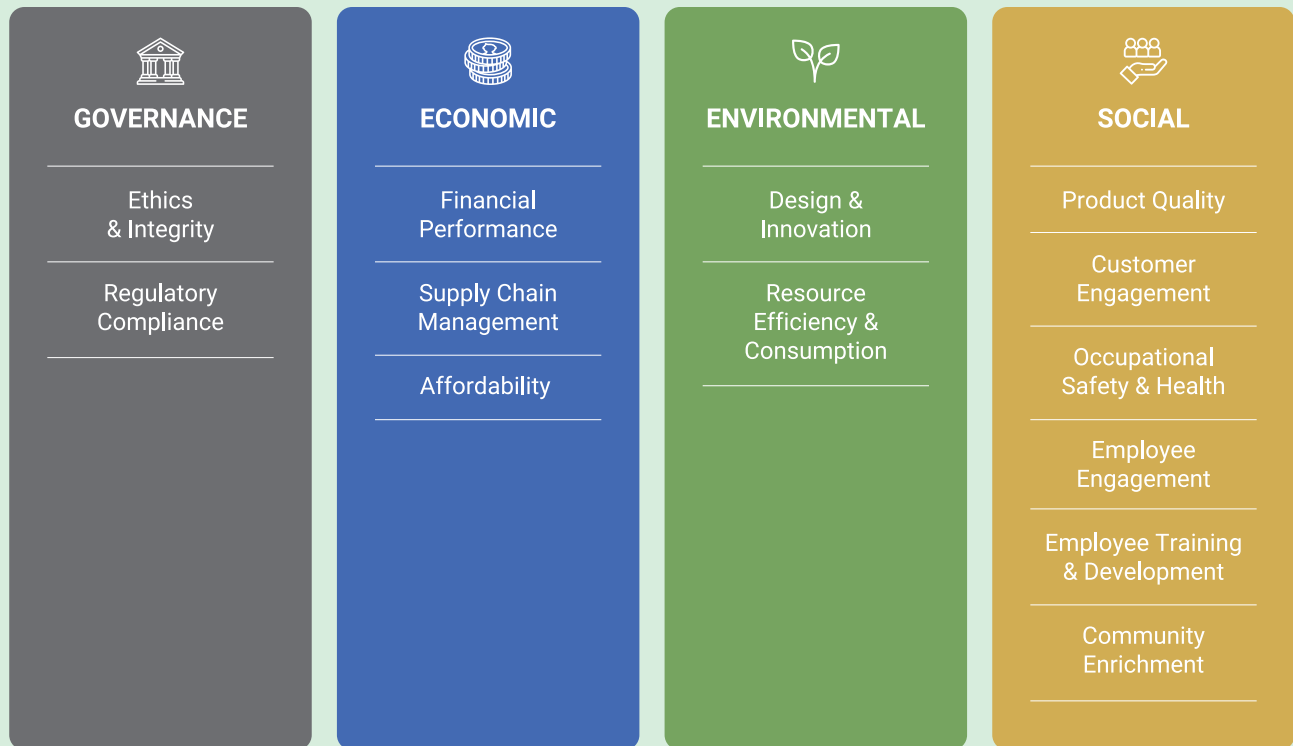 GOVERNANCE
Ethics
& Integrity
Regulatory
Compliance
ECONOMIC
Financial
Performance
Supply Chain
Management
Affordability
ENVIRONMENTAL
Design &
Innovation
Resource
Efficiency &
Consumption
SOCIAL
Product Quality
Customer
Engagement
Occupational
Safety & Health
Employee
Engagement
Employee Training
& Development
Community
Enrichment